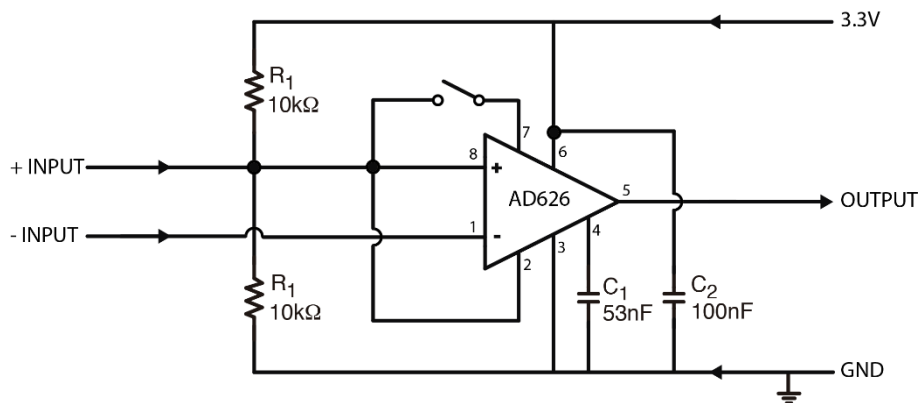 3.3V
R1
10kΩ
7
6
8
+
+ INPUT
AD626
5
OUTPUT
1
-
- INPUT
2
3
4
R1
10kΩ
C1
53nF
C2
100nF
GND